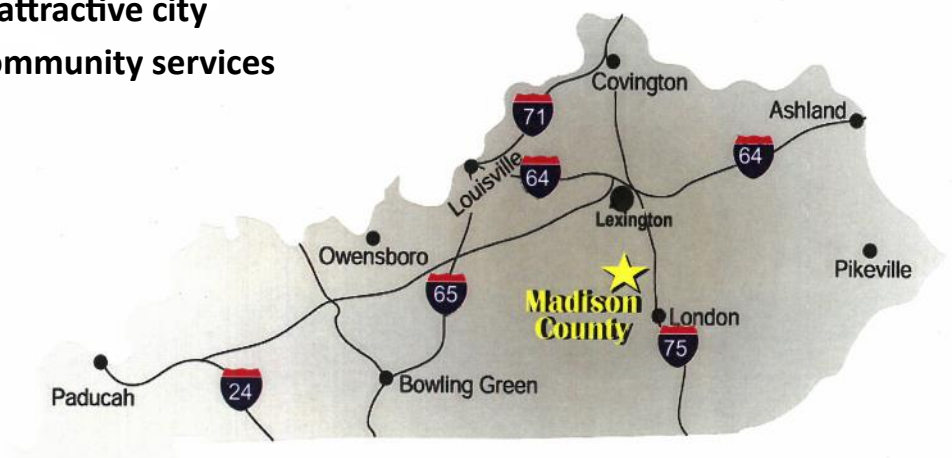 attractive city
ommunity services
Covington
71
Ashland
64
64
Louisville
Lexington
Owensboro
Pikeville
65
Madison
County
London
75
24
Paducah
Bowling Green